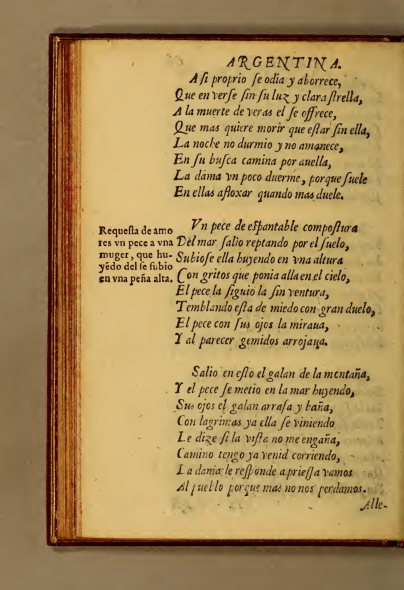 ARGENTINA.
A ſi proprio ſe odia y aborrece,
Que en verſe ſin ſu luz y clara ſtrella,
A la muerte de veras el ſe offrece,
Que mas quiere morir que eſtar ſin ella,
La noche no durmio y no amanece,
En ſu buſca camina por auella,
La dama vn poco duerme, porque ſuele
En ellas afloxar quando mas duele.
Requeſta de amo
res vn pece a vna
muger, que hu-
yẽdo del ſe ſubio
en vna peña alta.
Vn pece de eſpantable compoſtura
Del mar ſalio reptando por el ſuelo,
Subioſe ella huyendo en vna altura
Con gritos que ponia alla en el cielo,
El pece la ſiguio la ſin ventura,
Temblando eſta de miedo con gran duelo,
El pece con ſus ojos la miraua,
Y al parecer gemidos arrojaua.
Salio en eſto el galan de la montaña,
Y el pece ſe metio en la mar huyendo,
Sus ojos el galan arraſa y baña,
Con lagrimas ya ella ſe viniendo
Le dize ſi la viſta no me engaña,
Camino tengo ya venid corriendo,
La dama le reſponde aprieſſa vamos
Al pueblo porque mas no nos perdamos.
Alle-